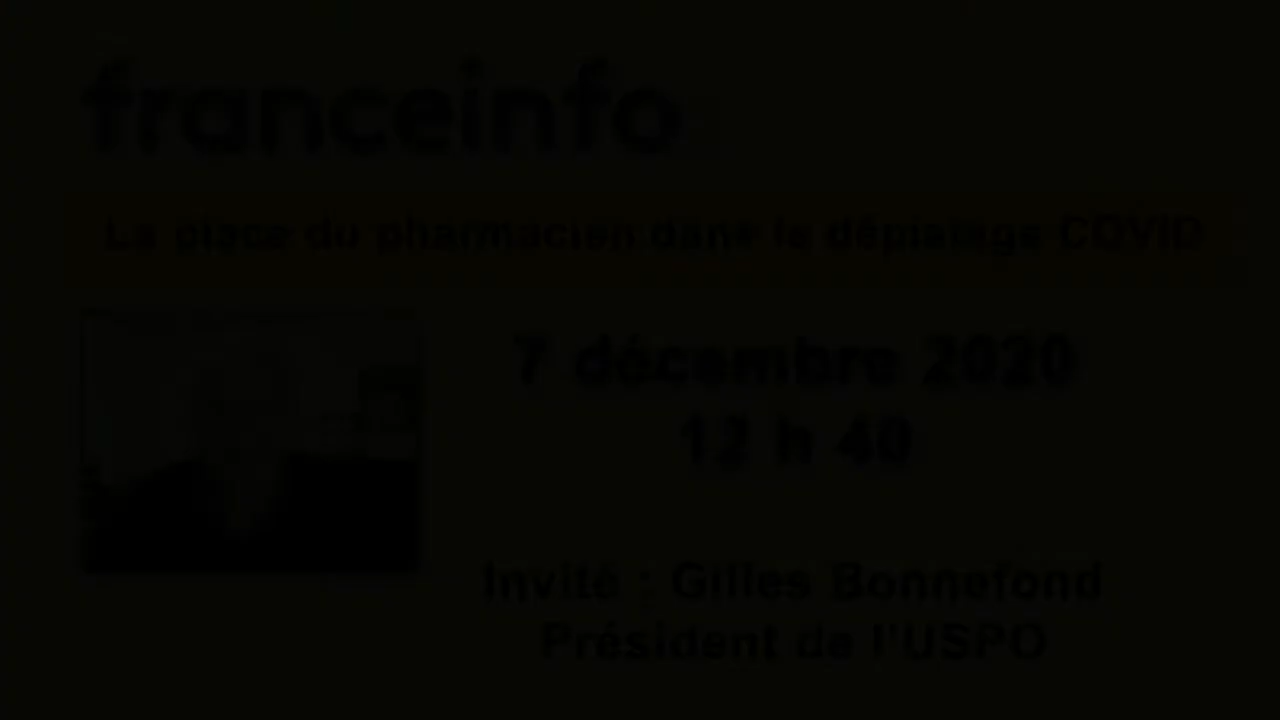 franceinfo
La place du pharmacien dans le dépistage COVID
7 décembre 2020
12 h 40
Invité : Gilles Bonnefond
Président de l'USPO